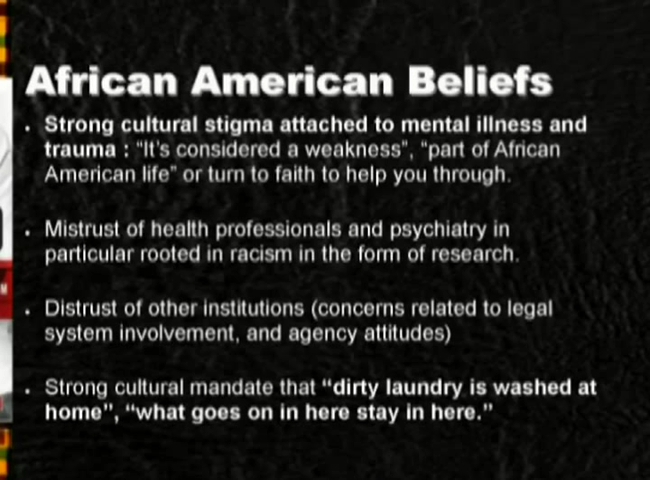 African American Beliefs
. Strong cultural stigma attached to mental illness and
trauma : "It's considered a weakness", "part of African
American life" or turn to faith to help you through.
. Mistrust of health professionals and psychiatry in
particular rooted in racism in the form of research.
. Distrust of other institutions (concerns related to legal
system involvement, and agency attitudes)
. Strong cultural mandate that “dirty laundry is washed at
home”, “what goes on in here stay in here.”